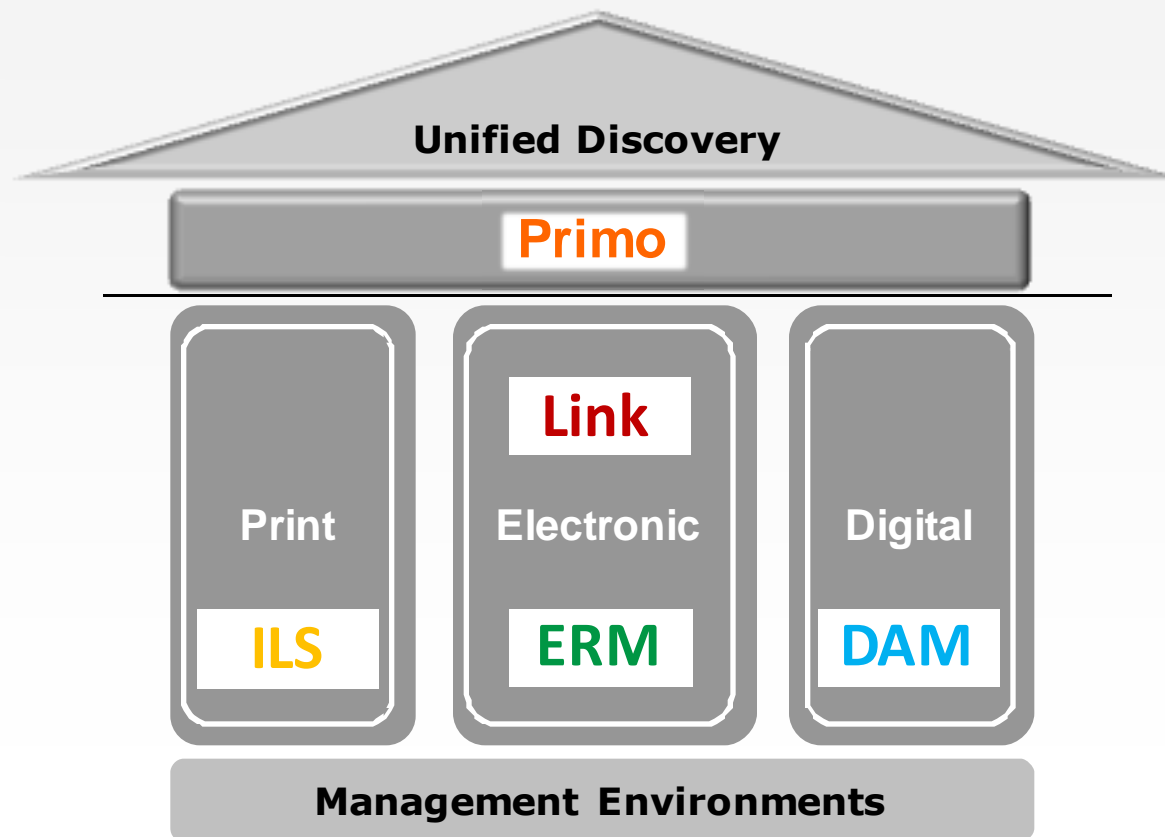 Unified Discovery
Primo
Link
Print
Electronic
Digital
ILS
ERM
DAM
Management Environments